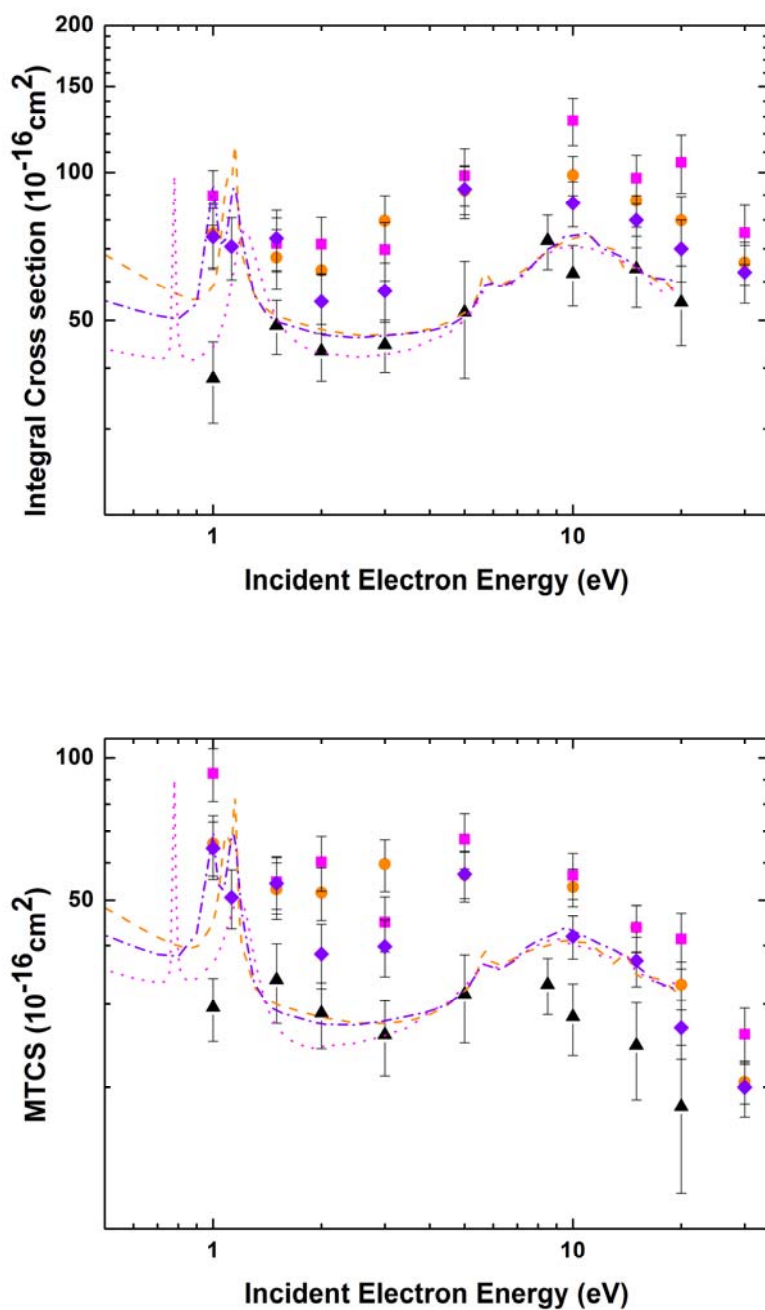 200
150
100
50
Integral Cross section (10⁻¹⁶cm²)
1
10
Incident Electron Energy (eV)
100
50
MTCS (10⁻¹⁶cm²)
1
10
Incident Electron Energy (eV)